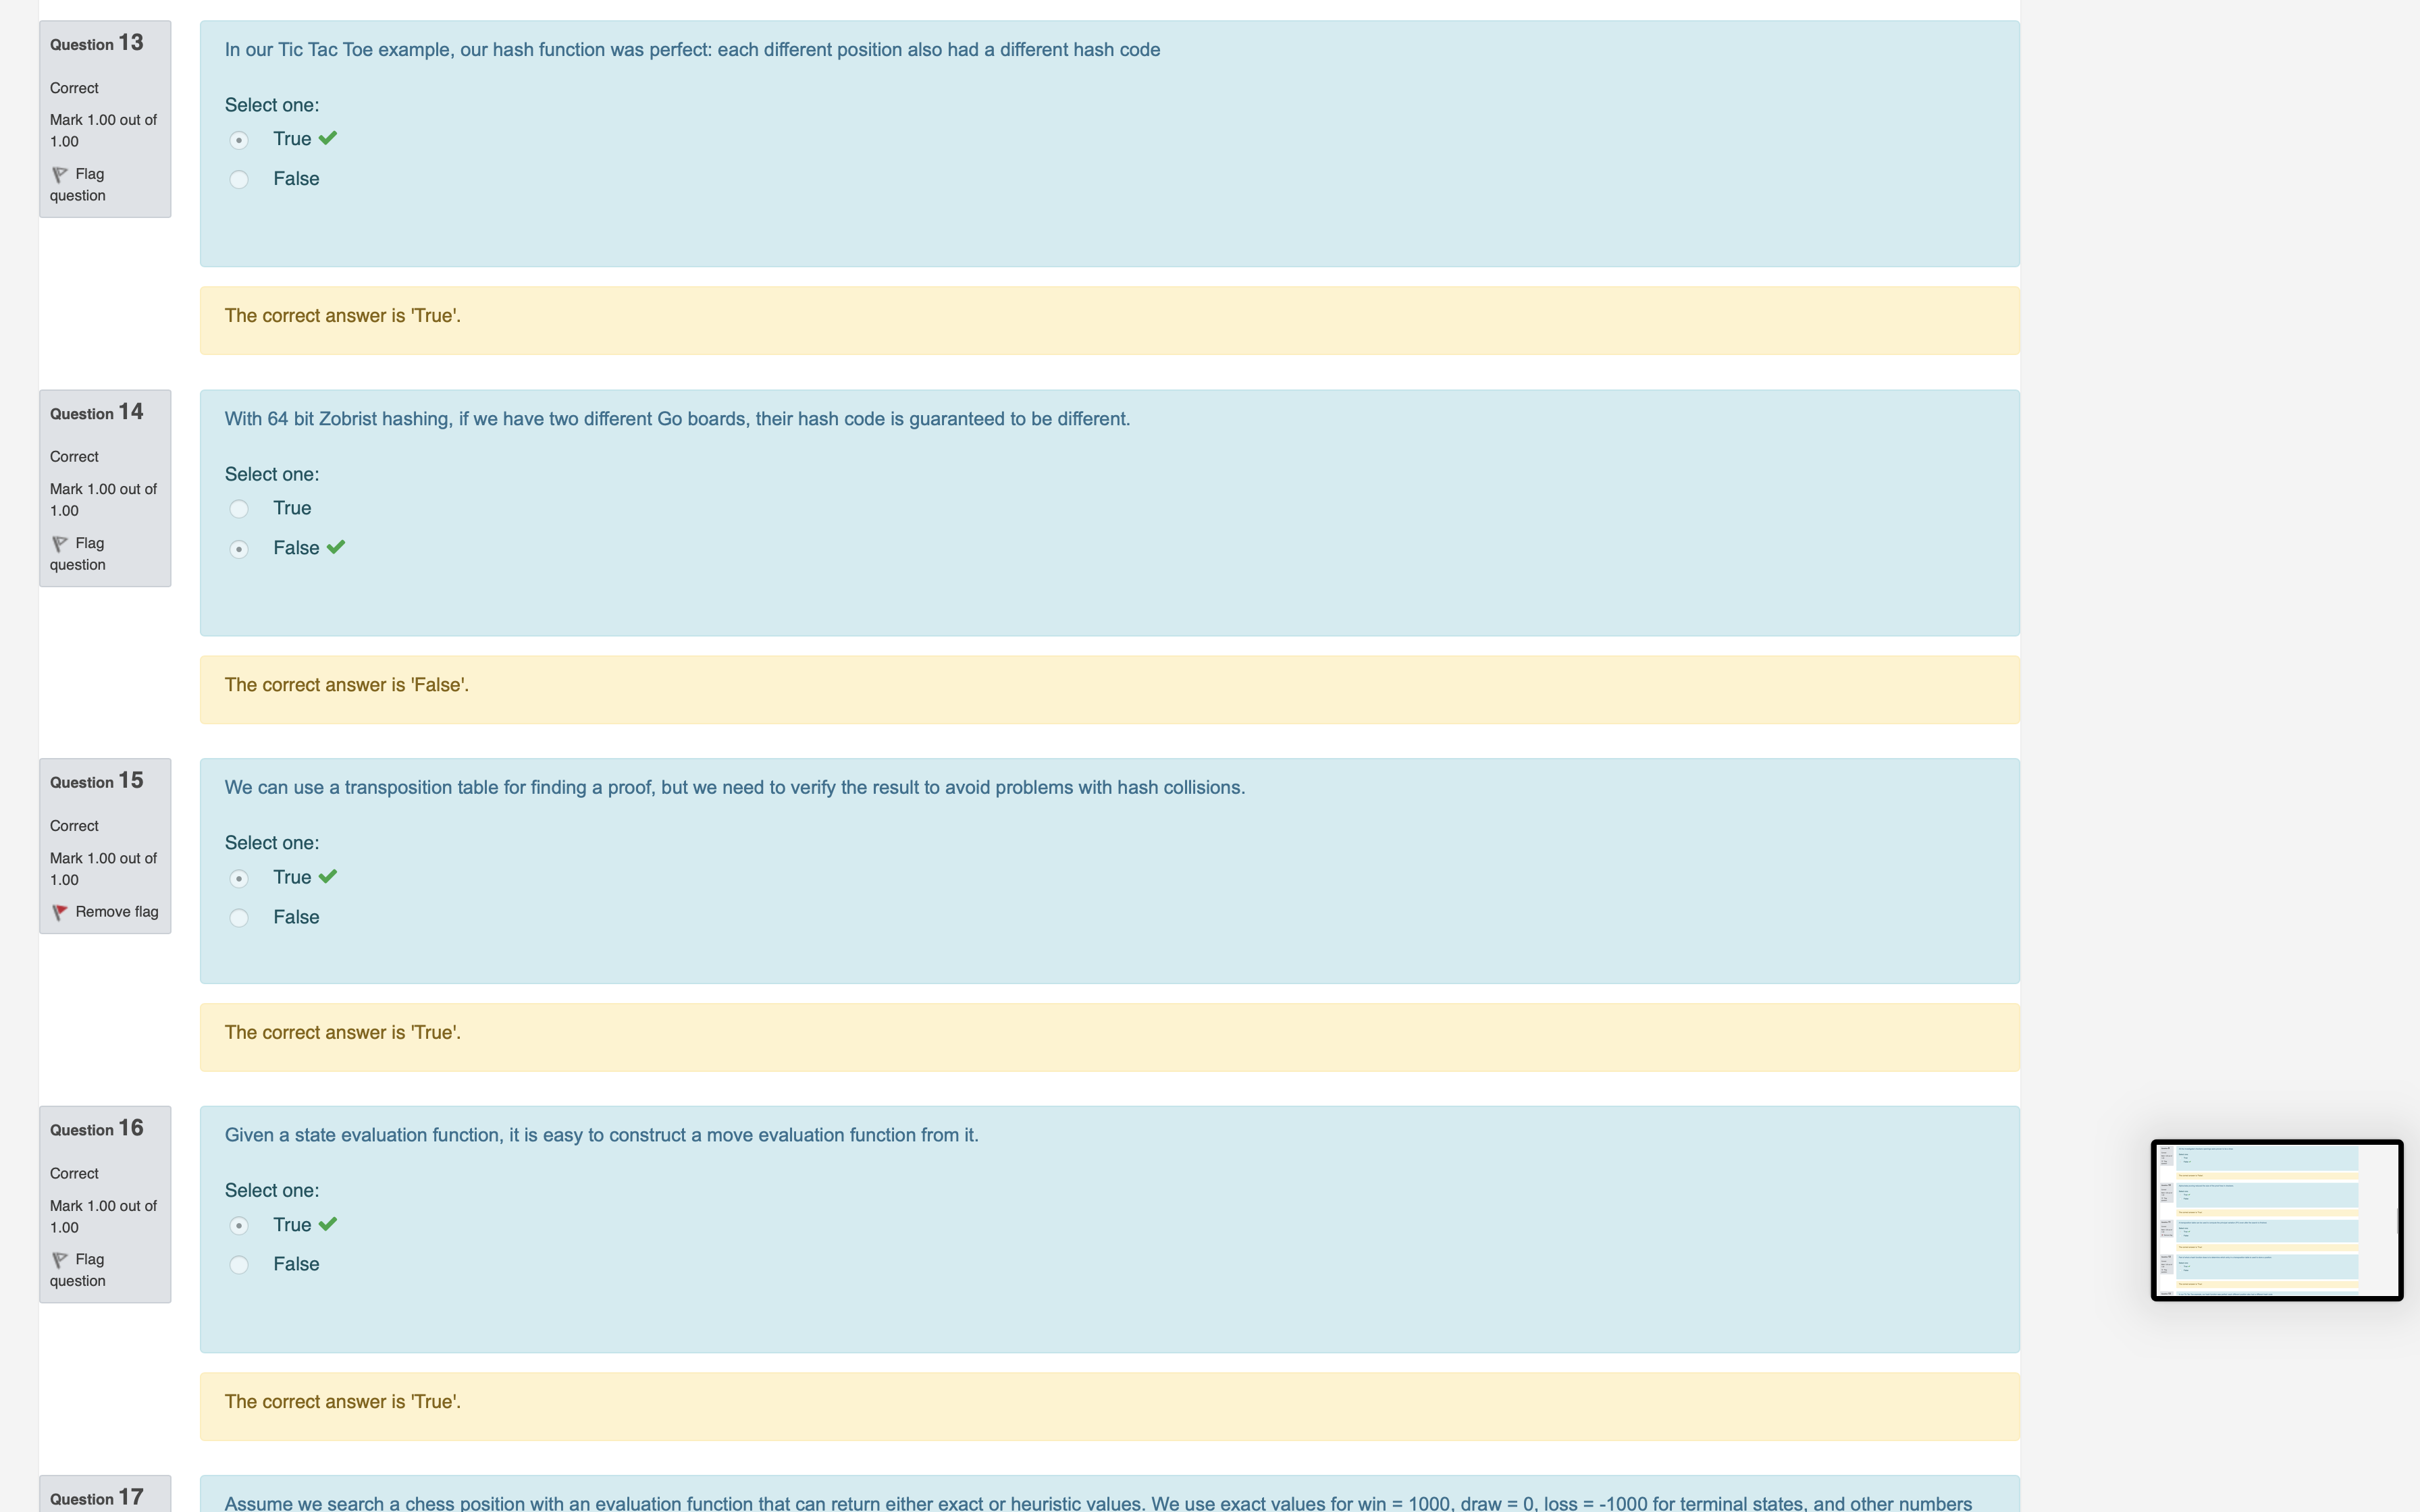 Question 13
Correct
Mark 1.00 out of
1.00
Flag
question
In our Tic Tac Toe example, our hash function was perfect: each different position also had a different hash code
Select one:
True
False
The correct answer is 'True'.
Question 14
Correct
Mark 1.00 out of
1.00
Flag
question
With 64 bit Zobrist hashing, if we have two different Go boards, their hash code is guaranteed to be different.
Select one:
True
False
The correct answer is 'False'.
Question 15
Correct
Mark 1.00 out of
1.00
Remove flag
We can use a transposition table for finding a proof, but we need to verify the result to avoid problems with hash collisions.
Select one:
True
False
The correct answer is 'True'.
Question 16
Correct
Mark 1.00 out of
1.00
Flag
question
Given a state evaluation function, it is easy to construct a move evaluation function from it.
Select one:
True
False
The correct answer is 'True'.
Question 17
Assume we search a chess position with an evaluation function that can return either exact or heuristic values. We use exact values for win = 1000, draw = 0, loss = -1000 for terminal states, and other numbers